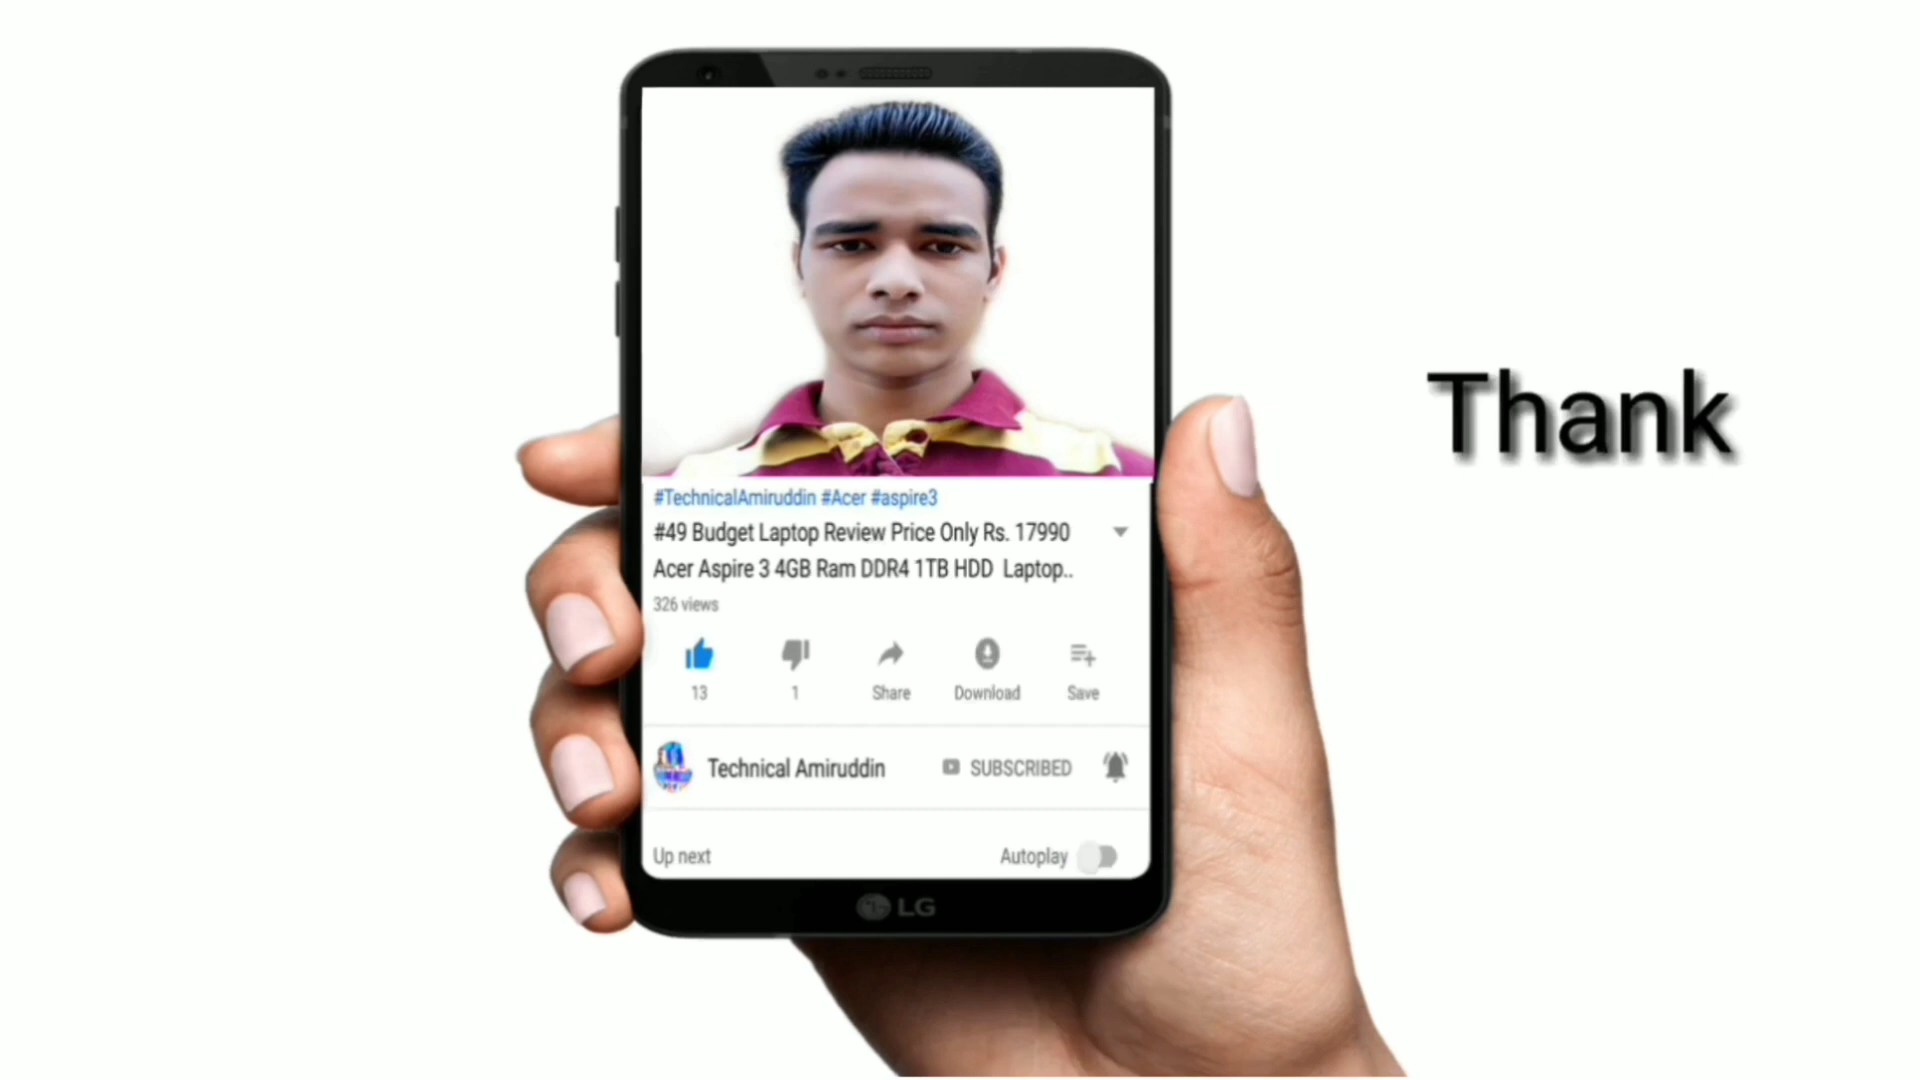 #TechnicalAmiruddin #Acer #aspire3
#49 Budget Laptop Review Price Only Rs. 17990
Acer Aspire 3 4GB Ram DDR4 1TB HDD Laptop..
326 views
13
1
Share
Download
Save
Technical Amiruddin
SUBSCRIBED
Up next
Autoplay
LG
Thank